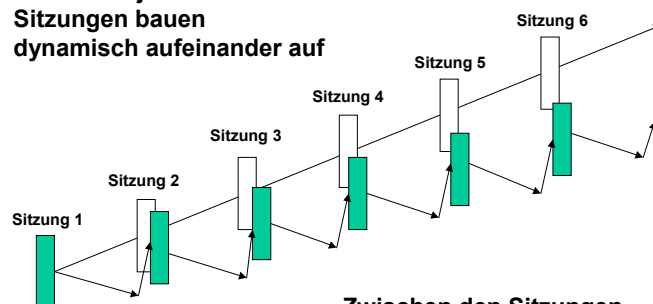 Sitzungen bauen
dynamisch aufeinander auf
Sitzung 6
Sitzung 5
Sitzung 4
Sitzung 3
Sitzung 2
Sitzung 1
Zwischen den Sitzungen